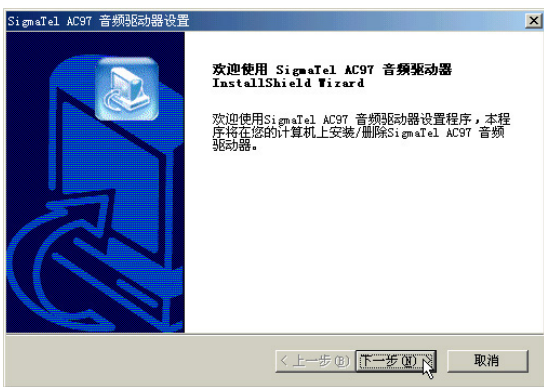 SigmaTel AC97 音频驱动器设置
欢迎使用 SigmaTel AC97 音频驱动器
InstallShield Wizard
欢迎使用SigmaTel AC97 音频驱动器设置程序，本程
序将在您的计算机上安装/删除SigmaTel AC97 音频
驱动器。
< 上一步(B) 下一步(N) > 取消